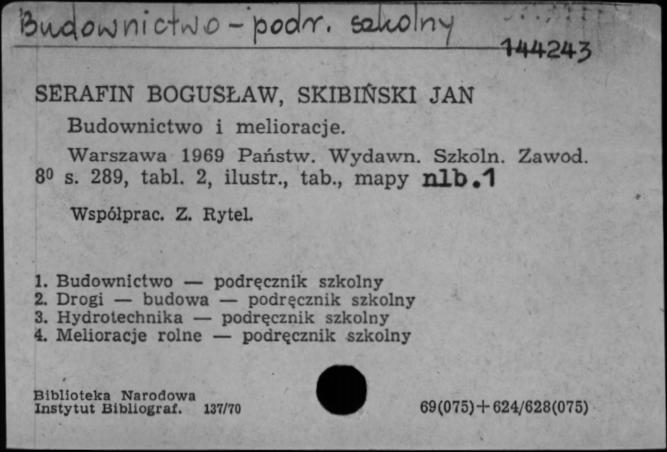 Budownictwo - podr. szkolny
144243
SERAFIN BOGUSŁAW, SKIBIŃSKI JAN
Budownictwo i melioracje.
Warszawa 1969 Państw. Wydawn. Szkoln. Zawod.
8⁰ s. 289, tabl. 2, ilustr., tab., mapy nlb.1
Współprac. Z. Rytel.
1. Budownictwo — podręcznik szkolny
2. Drogi — budowa — podręcznik szkolny
3. Hydrotechnika — podręcznik szkolny
4. Melioracje rolne — podręcznik szkolny
Biblioteka Narodowa
Instytut Bibliograf. 137/70
69(075)+624/628(075)